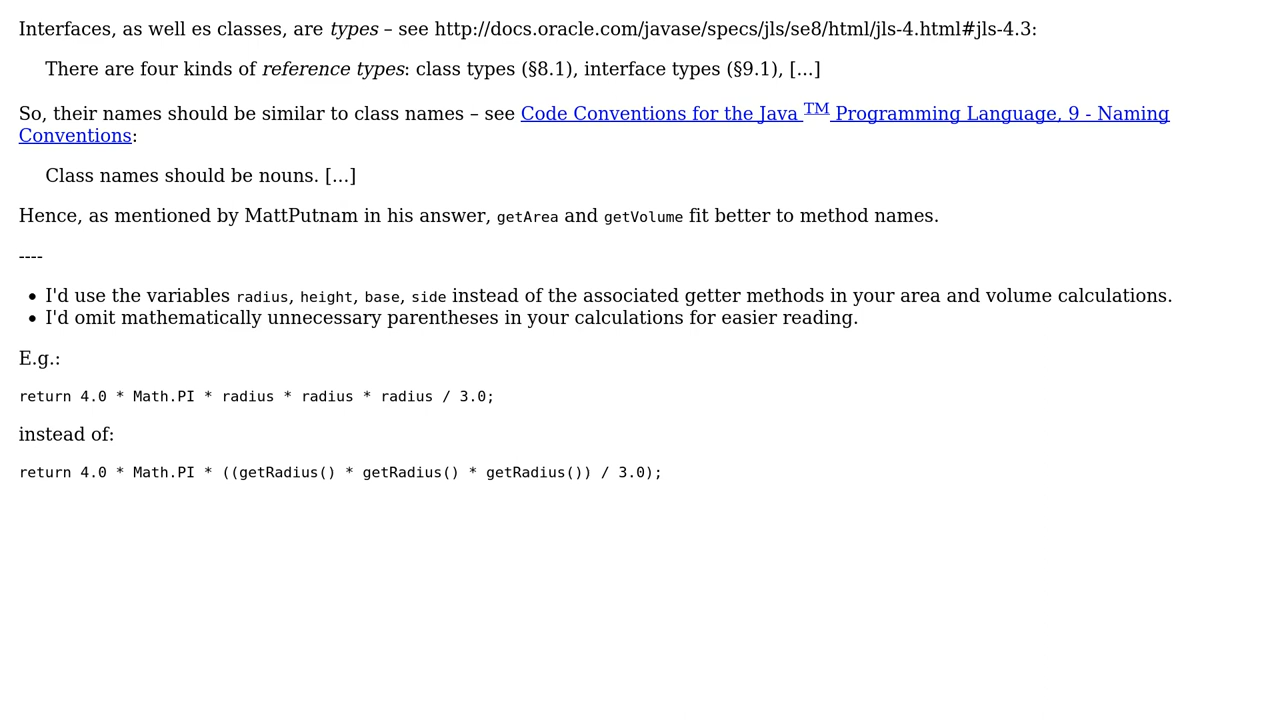 Interfaces, as well es classes, are types – see http://docs.oracle.com/javase/specs/jls/se8/html/jls-4.html#jls-4.3:
There are four kinds of reference types: class types (§8.1), interface types (§9.1), [...]
So, their names should be similar to class names – see Code Conventions for the Java TM Programming Language, 9 - Naming
Conventions:
Class names should be nouns. [...]
Hence, as mentioned by MattPutnam in his answer, getArea and getVolume fit better to method names.
----
• I'd use the variables radius, height, base, side instead of the associated getter methods in your area and volume calculations.
• I'd omit mathematically unnecessary parentheses in your calculations for easier reading.
E.g.:
return 4.0 * Math.PI * radius * radius * radius / 3.0;
instead of:
return 4.0 * Math.PI * ((getRadius() * getRadius() * getRadius()) / 3.0);